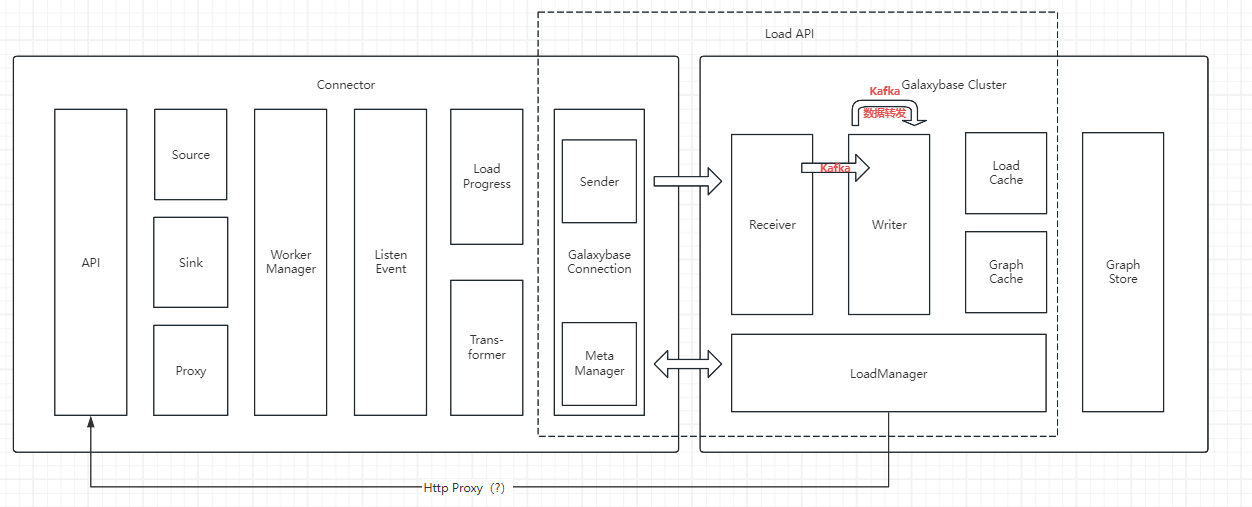 Load API
Connector
API
Source
Sink
Proxy
Worker
Manager
Listen
Event
Load
Progress
Trans-
former
Sender
Galaxybase
Connection
Meta
Manager
Galaxybase Cluster
Kafka
数据转发
Kafka
Receiver
Writer
Load
Cache
Graph
Cache
LoadManager
Graph
Store
Http Proxy（?）